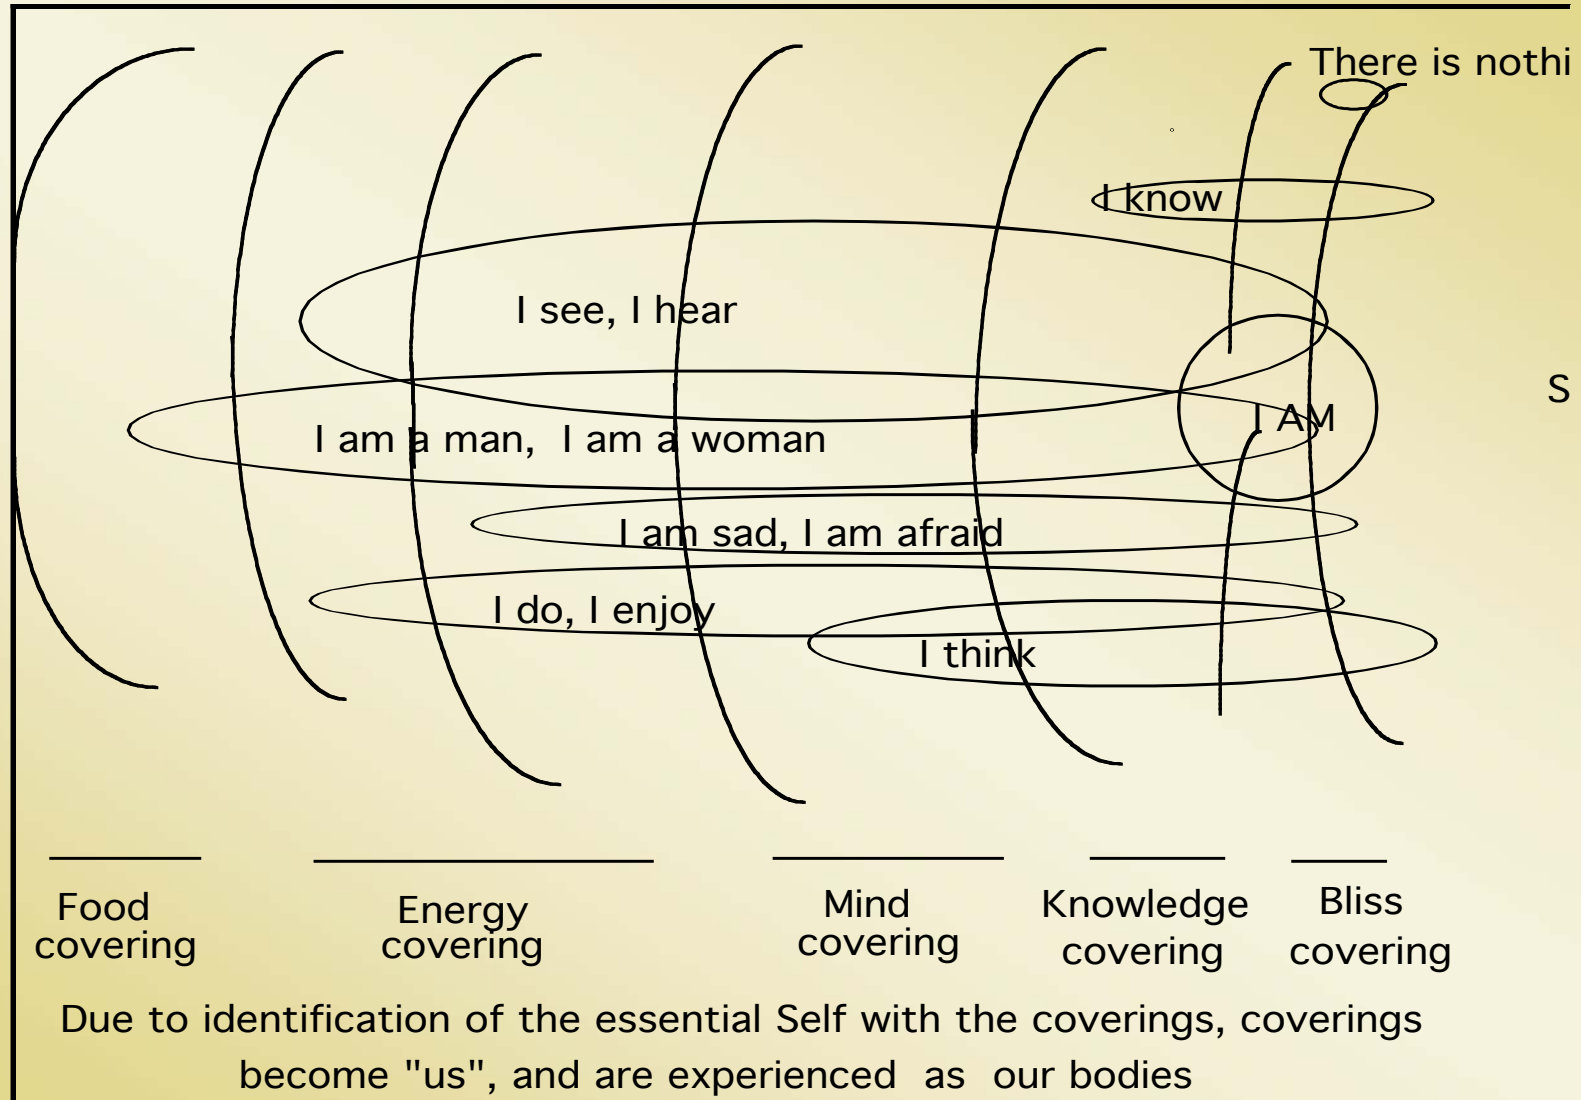 There is nothi
I know
I see, I hear
S
I AM
I am a man, I am a woman
I am sad, I am afraid
I do, I enjoy
I think
Food
covering
Energy
covering
Mind
covering
Knowledge
covering
Bliss
covering
Due to identification of the essential Self with the coverings, coverings
become "us", and are experienced as our bodies